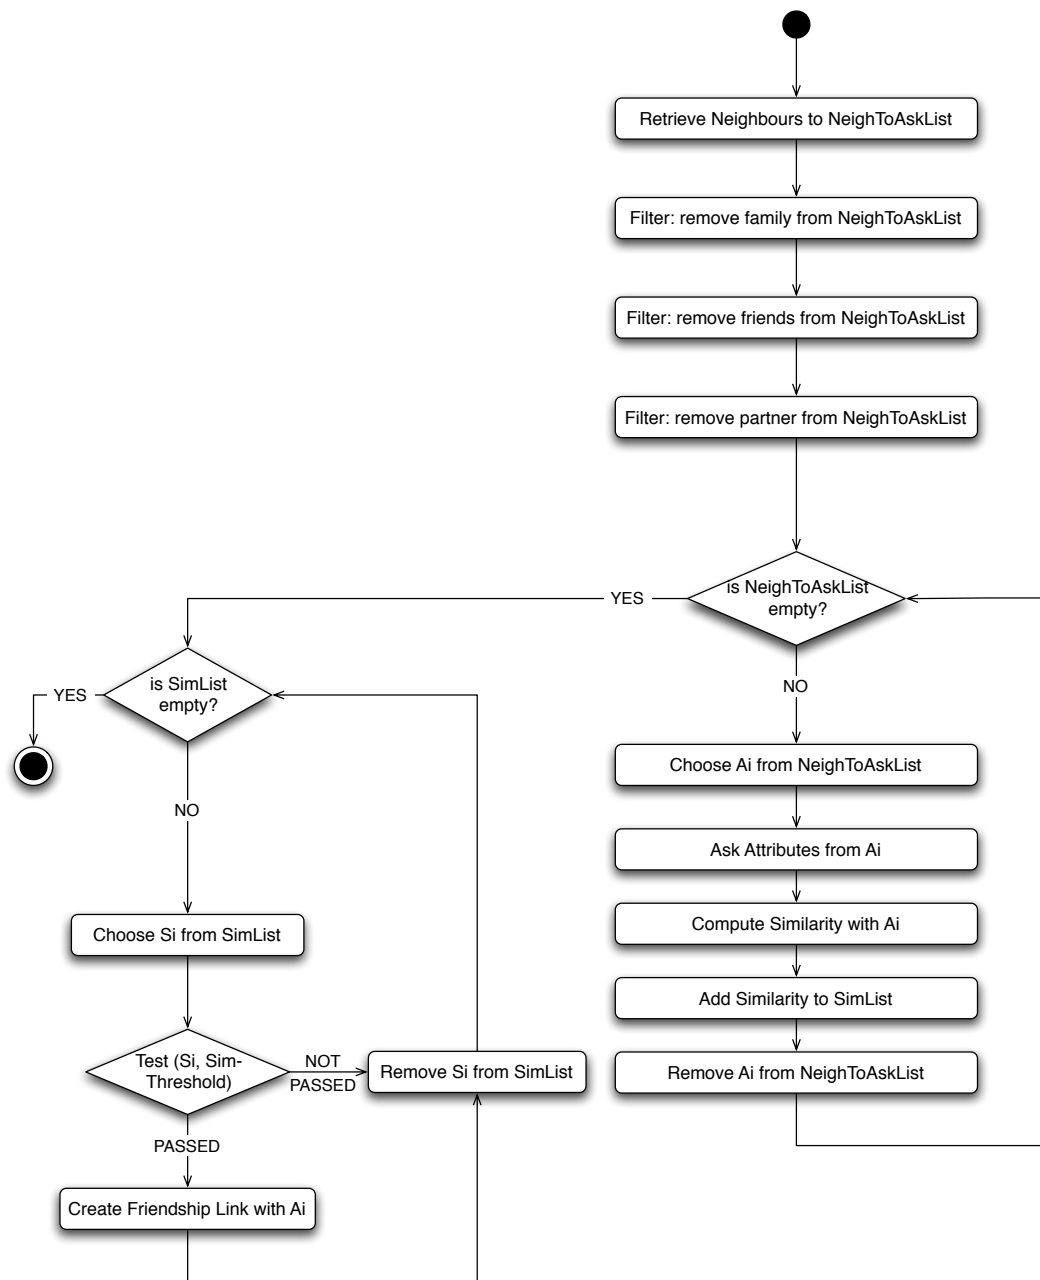 Retrieve Neighbours to NeighToAskList
Filter: remove family from NeighToAskList
Filter: remove friends from NeighToAskList
Filter: remove partner from NeighToAskList
is NeighToAskList
empty?
YES
NO
is SimList
empty?
YES
NO
Choose Ai from NeighToAskList
Ask Attributes from Ai
Compute Similarity with Ai
Add Similarity to SimList
Remove Ai from NeighToAskList
Choose Si from SimList
Test (Si, Sim-
Threshold)
NOT
PASSED
Remove Si from SimList
PASSED
Create Friendship Link with Ai